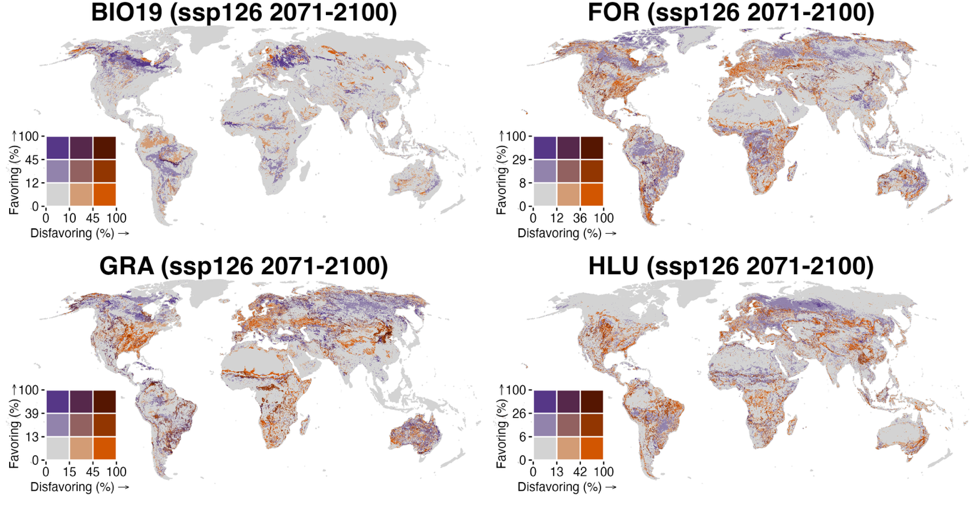 BIO19 (ssp126 2071-2100)
FOR (ssp126 2071-2100)
↑100
45
12
0
Favoring (%)
0 10 45 100
Disfavoring (%) →
↑100
29
8
0
Favoring (%)
0 12 36 100
Disfavoring (%) →
GRA (ssp126 2071-2100)
HLU (ssp126 2071-2100)
↑100
39
13
0
Favoring (%)
0 15 45 100
Disfavoring (%) →
↑100
26
6
0
Favoring (%)
0 13 42 100
Disfavoring (%) →